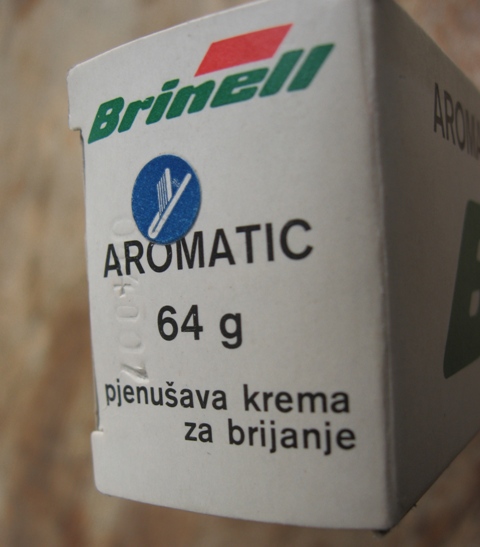 Brinell
AROMATIC
64 g
pjenušava krema
za brijanje